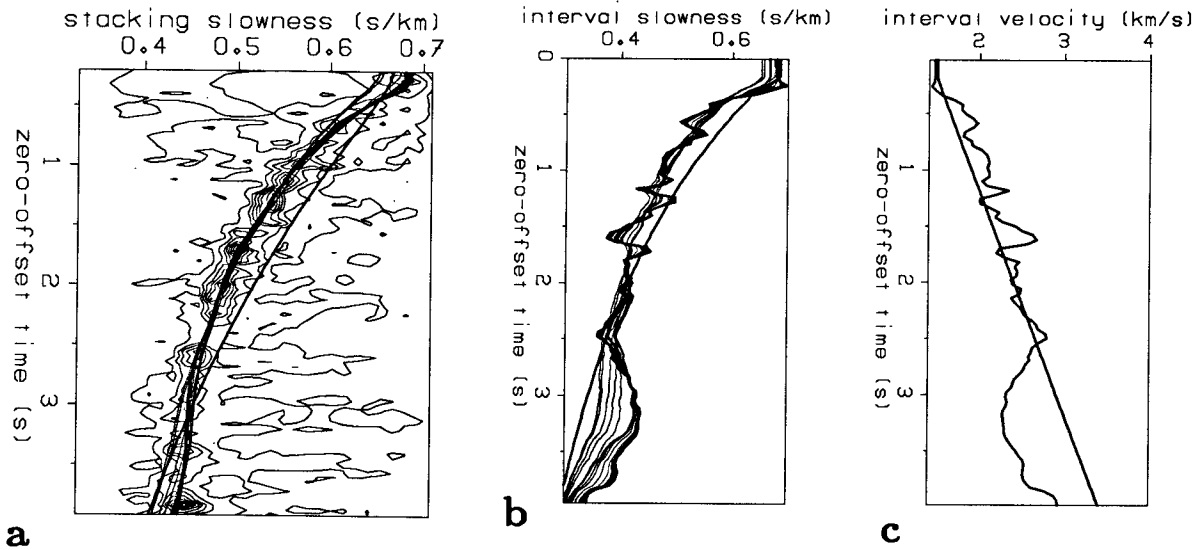 stacking slowness (s/km)
0.4 0.5 0.6 0.7
zero-offset time (s)
1
2
3
a
interval slowness (s/km)
0.4 0.6
0
zero-offset time (s)
1
2
3
b
interval velocity (km/s)
2 3 4
zero-offset time (s)
1
2
3
c